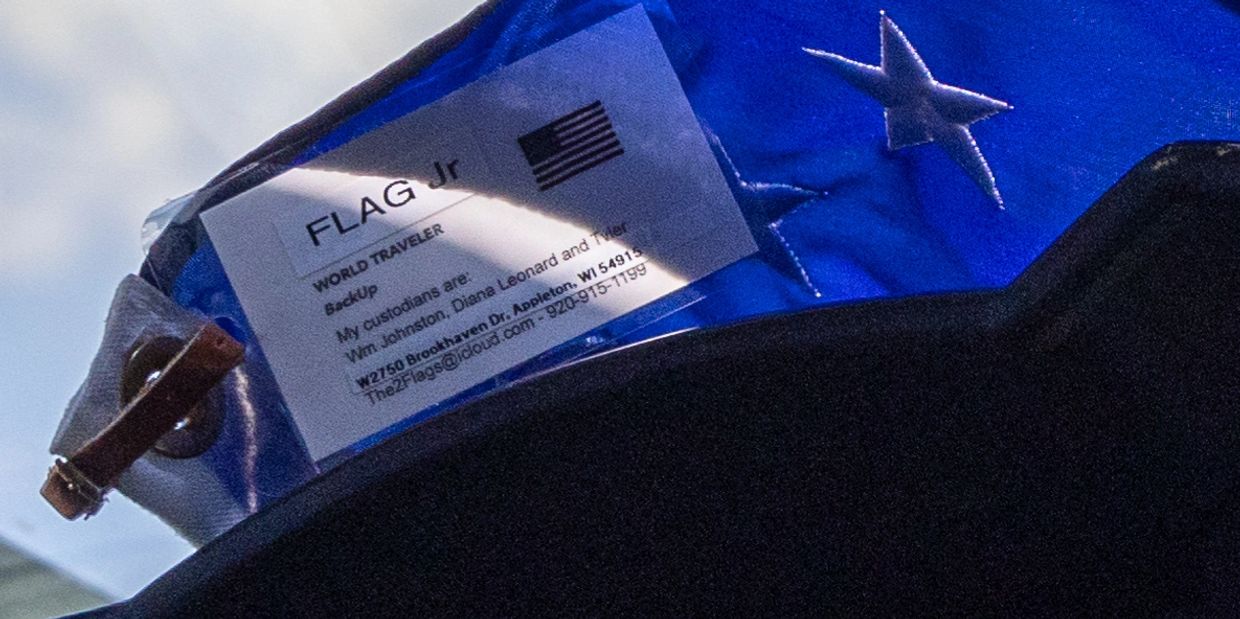 FLAG Jr
WORLD TRAVELER
BackUp
My custodians are:
Wm Johnston, Diana Leonard and Tyler
W2750 Brookhaven Dr, Appleton, WI 54915
The2Flags@icloud.com - 920-915-1199